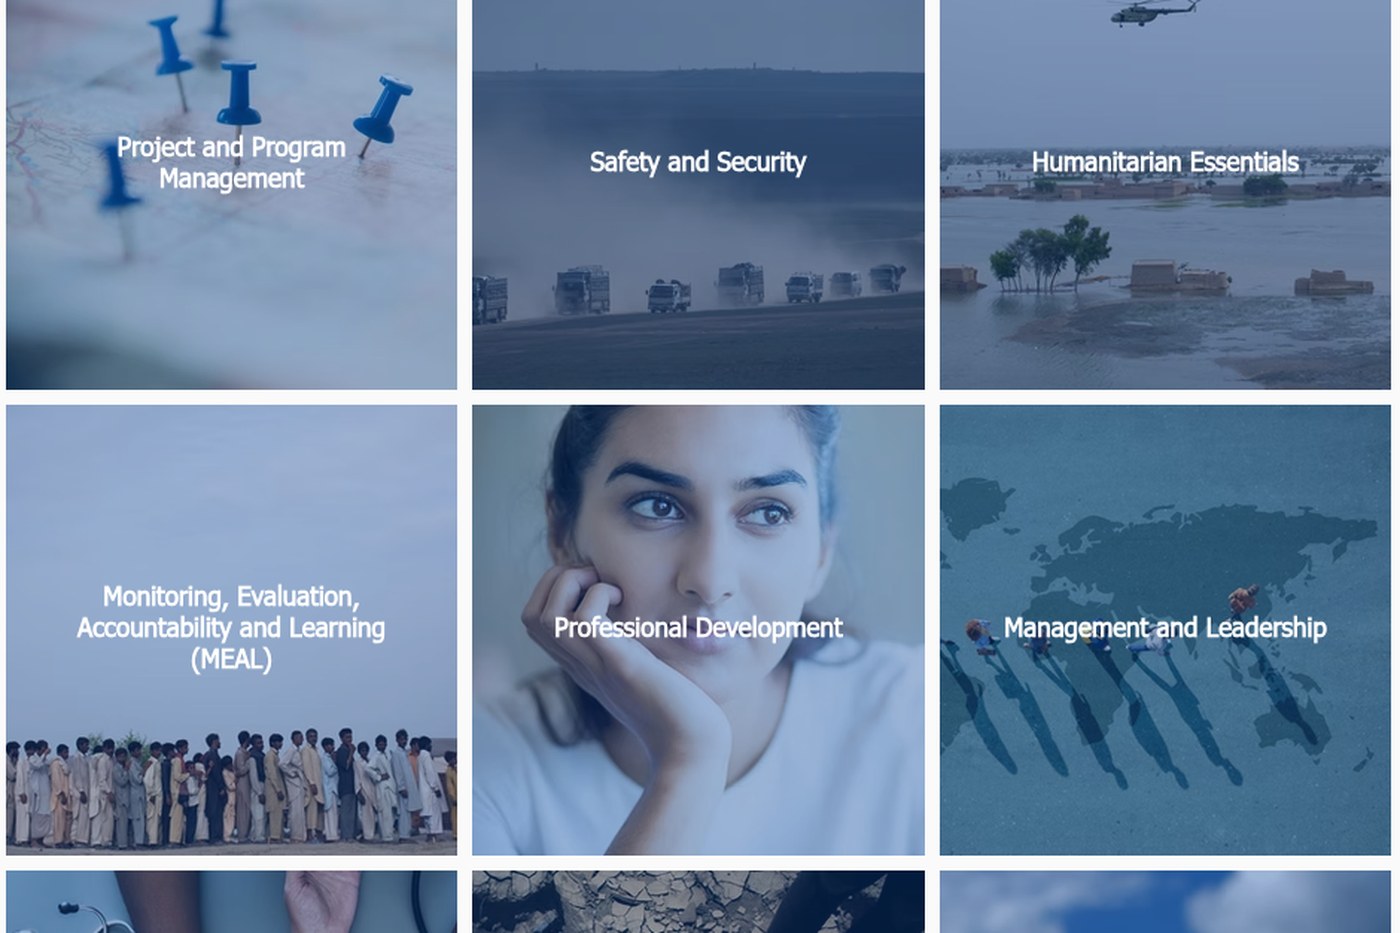 Project and Program
Management
Safety and Security
Humanitarian Essentials
Monitoring, Evaluation,
Accountability and Learning
(MEAL)
Professional Development
Management and Leadership